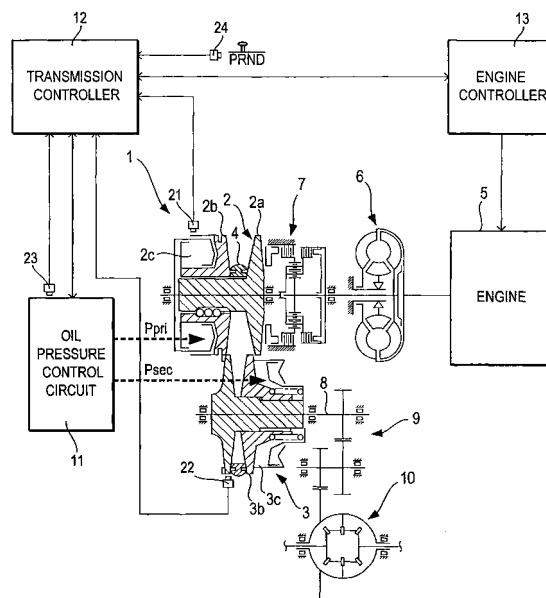 12
24
PRND
13
TRANSMISSION
CONTROLLER
ENGINE
CONTROLLER
1
21
2b
2
2a
7
6
5
4
2c
23
ENGINE
OIL
PRESSURE
CONTROL
CIRCUIT
Ppri
Psec
8
9
11
22
3c
3b
3
10